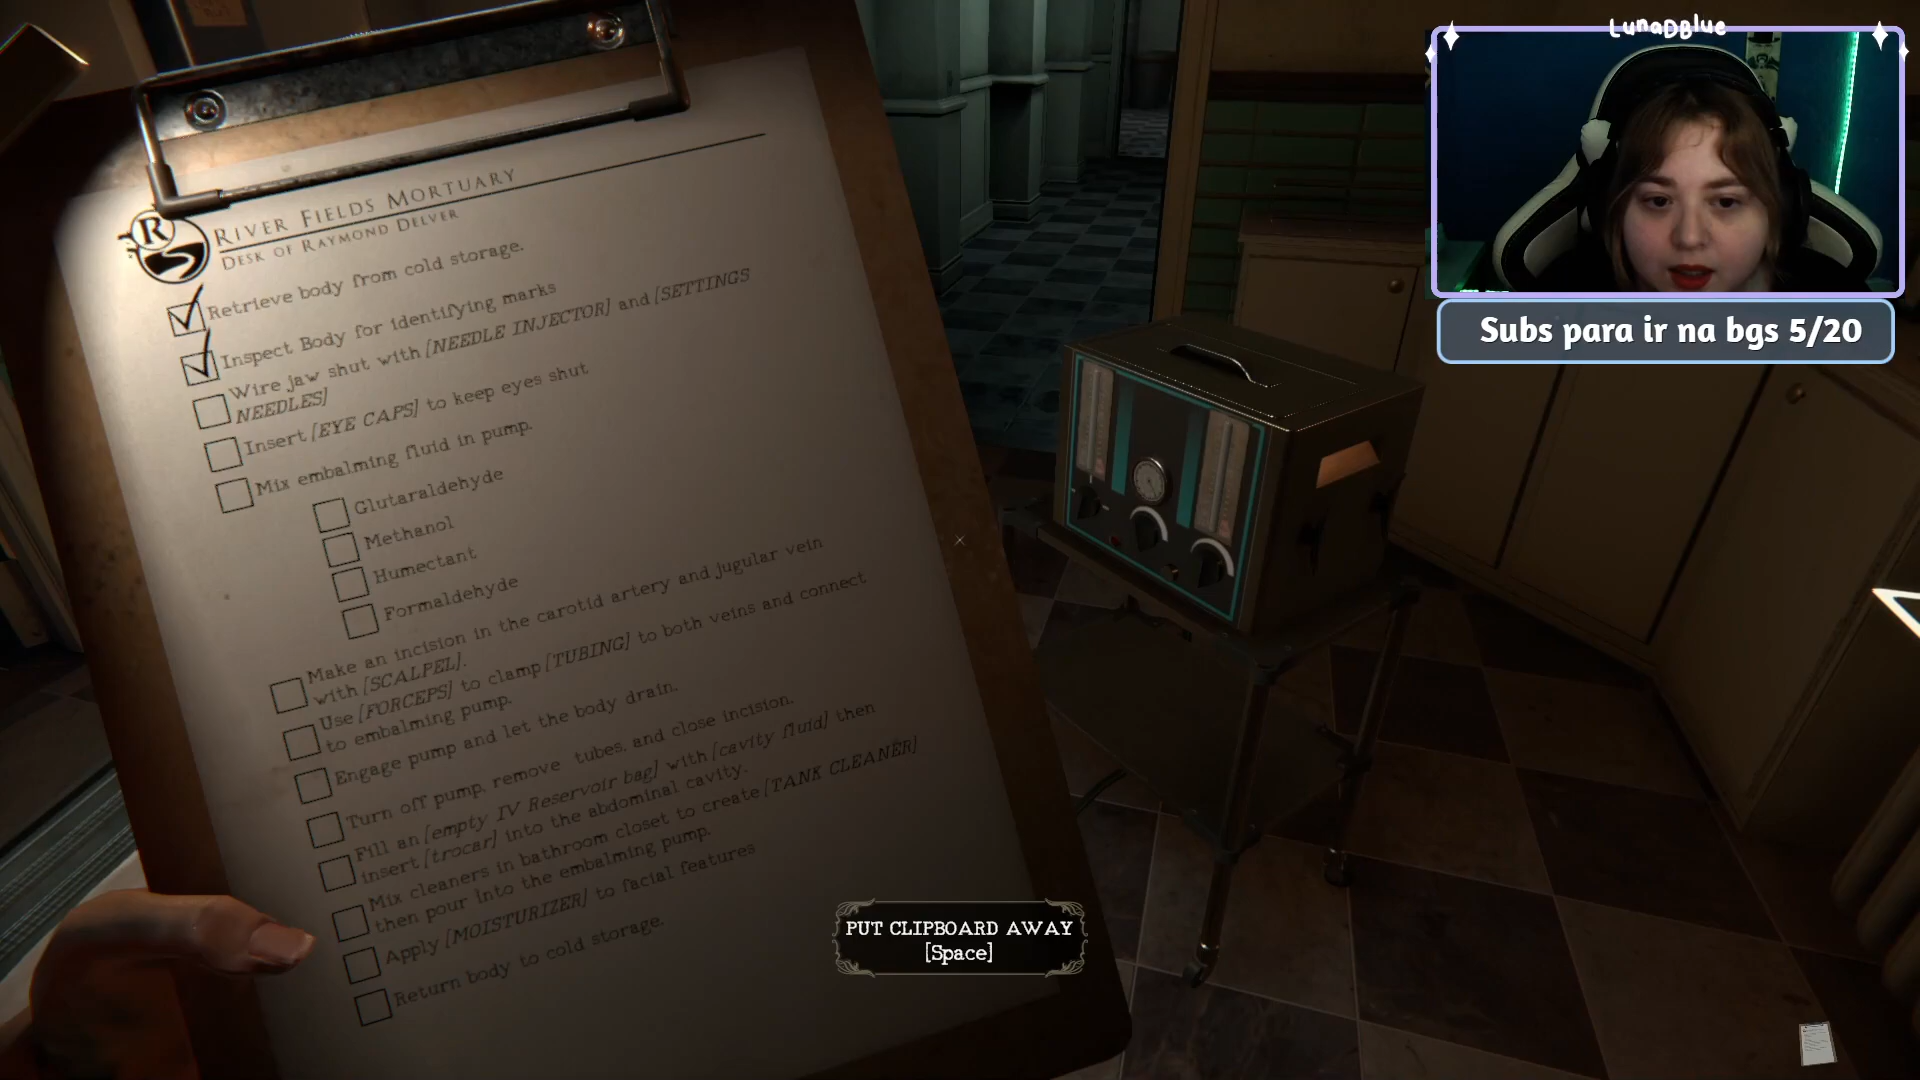 LunaDBlue
Subs para ir na bgs 5/20
R
RIVER FIELDS MORTUARY
DESK OF RAYMOND DELVER
Retrieve body from cold storage.
Inspect Body for identifying marks
Wire jaw shut with [NEEDLE INJECTOR] and [SETTINGS
NEEDLES]
Insert [EYE CAPS] to keep eyes shut
Mix embalming fluid in pump.
Glutaraldehyde
Methanol
Humectant
Formaldehyde
Make an incision in the carotid artery and jugular vein
with [SCALPEL].
Use [FORCEPS] to clamp [TUBING] to both veins and connect
to embalming pump.
Engage pump and let the body drain.
Turn off pump, remove tubes, and close incision.
Fill an [empty IV Reservoir bag] with [cavity fluid] then
insert [trocar] into the abdominal cavity.
Mix cleaners in bathroom closet to create [TANK CLEANER]
then pour into the embalming pump.
Apply [MOISTURIZER] to facial features
Return body to cold storage.
PUT CLIPBOARD AWAY
[Space]